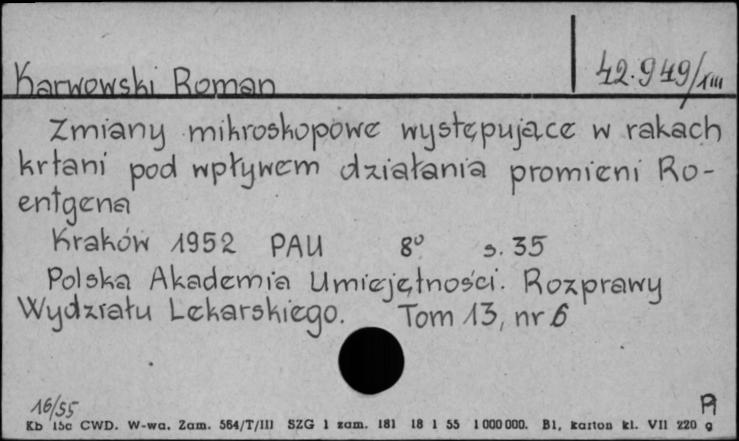 Karwowski Roman
42.949/XIII
Zmiany mikroskopowe występujące w rakach
krtani pod wpływem działania promieni Ro-
entgena
Kraków 1952 PAU 8° s. 35
Polska Akademia Umiejętności. Rozprawy
Wydziału Lekarskiego. Tom 13, nr 6
16/55
Kb 15c CWD. W-wa. Zam. 564/T/III SZG 1 zam. 181 18 1 55 1 000 000. B1, karton kl. VII 220 g